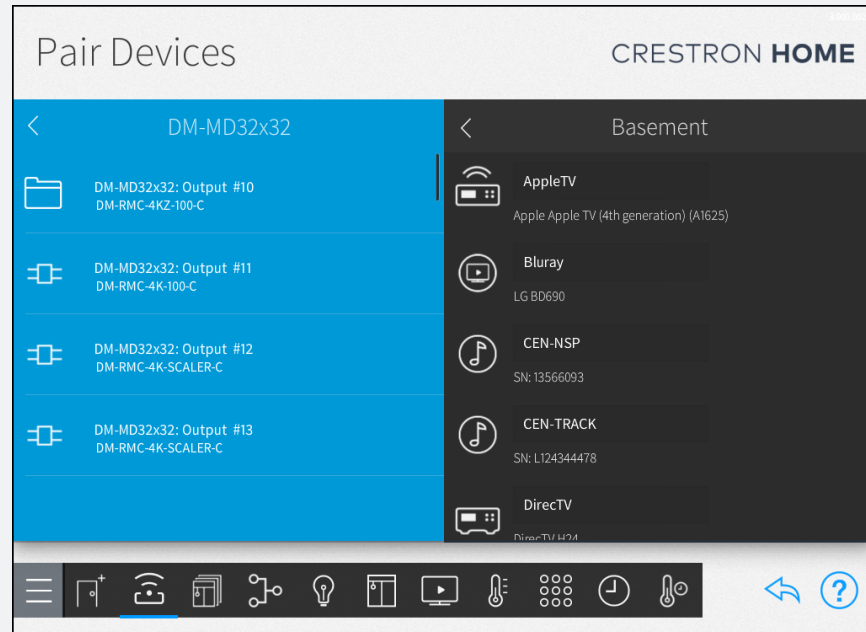 Pair Devices
CRESTRON HOME
DM-MD32x32
DM-MD32x32: Output #10
DM-RMC-4KZ-100-C
DM-MD32x32: Output #11
DM-RMC-4K-100-C
DM-MD32x32: Output #12
DM-RMC-4K-SCALER-C
DM-MD32x32: Output #13
DM-RMC-4K-SCALER-C
Basement
AppleTV
Apple Apple TV (4th generation) (A1625)
Bluray
LG BD690
CEN-NSP
SN: 13566093
CEN-TRACK
SN: L124344478
DirecTV
DirecTV H24
?